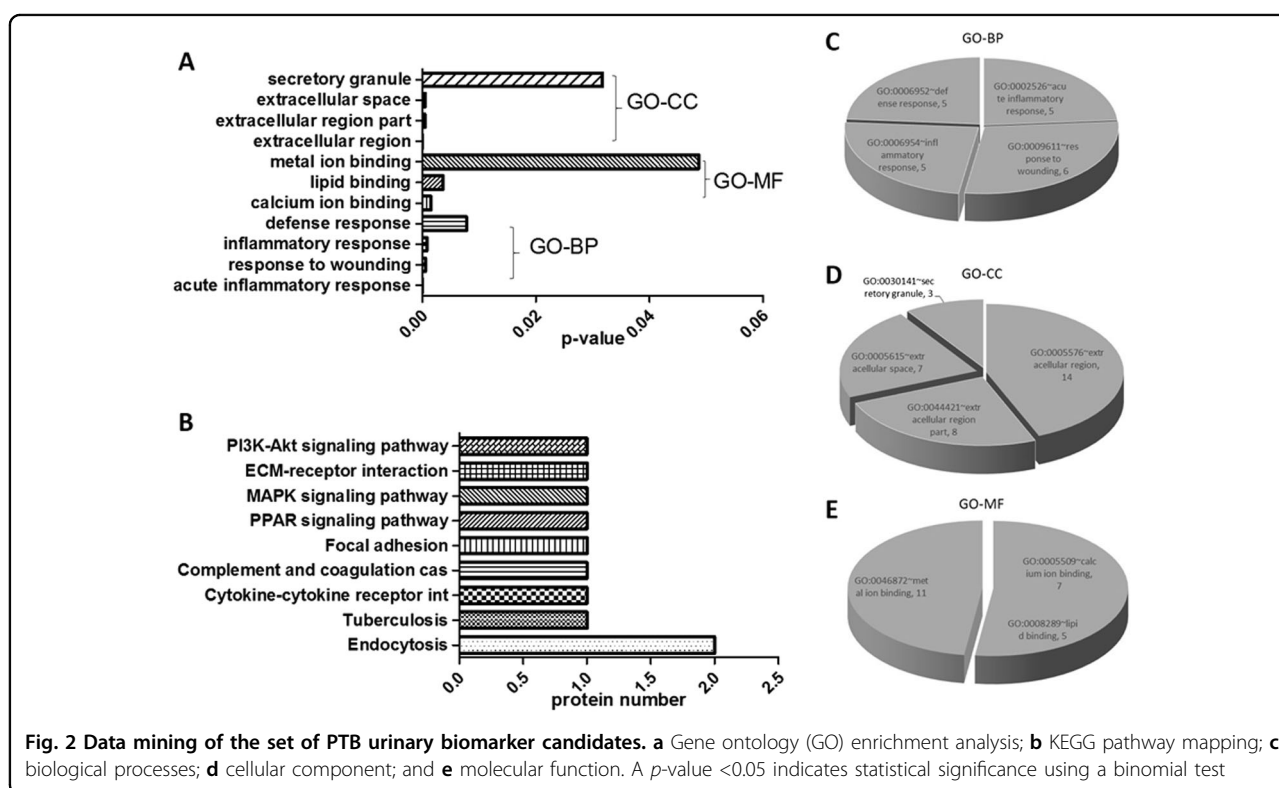 A
secretory granule
extracellular space
extracellular region part
extracellular region
metal ion binding
lipid binding
calcium ion binding
defense response
inflammatory response
response to wounding
acute inflammatory response
GO-CC
GO-MF
GO-BP
0.00
0.02
0.04
0.06
p-value
B
PI3K-Akt signaling pathway
ECM-receptor interaction
MAPK signaling pathway
PPAR signaling pathway
Focal adhesion
Complement and coagulation cas
Cytokine-cytokine receptor int
Tuberculosis
Endocytosis
0.0
0.5
1.0
1.5
2.0
2.5
protein number
C
GO-BP
GO:0006952~def
ense response, 5
GO:0002526~acu
te inflammatory
response, 5
GO:0006954~infl
ammatory
response, 5
GO:0009611~res
ponse to
wounding, 6
D
GO-CC
GO:0030141~sec
retory granule, 3
GO:0005615~extr
acellular space, 7
GO:0005576~extr
acellular region,
14
GO:0044421~extr
acellular region
part, 8
E
GO-MF
GO:0046872~met
al ion binding, 11
GO:0005509~calc
ium ion binding,
7
GO:0008289~lipi
d binding, 5
Fig. 2 Data mining of the set of PTB urinary biomarker candidates. a Gene ontology (GO) enrichment analysis; b KEGG pathway mapping; c
biological processes; d cellular component; and e molecular function. A p-value <0.05 indicates statistical significance using a binomial test